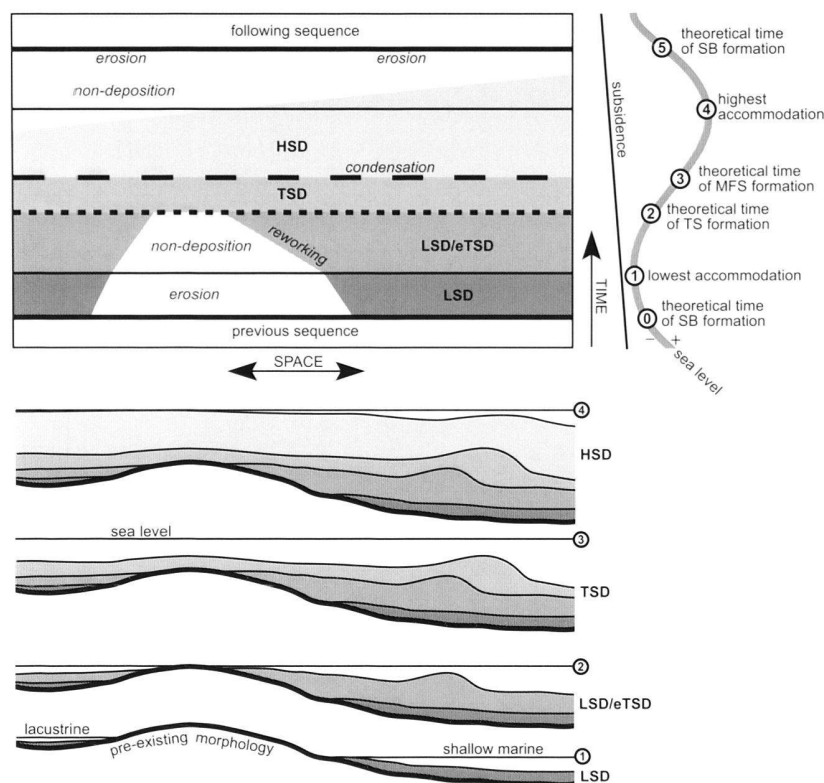 following sequence
erosion
erosion
non-deposition
HSD
condensation
TSD
non-deposition
reworking
LSD/eTSD
erosion
LSD
previous sequence
SPACE
TIME
subsidence
5 theoretical time
of SB formation
4 highest
accommodation
3 theoretical time
of MFS formation
2 theoretical time
of TS formation
1 lowest accommodation
0 theoretical time
of SB formation
− +
sea level
4
HSD
sea level
3
TSD
2
LSD/eTSD
lacustrine
pre-existing morphology
shallow marine
1
LSD